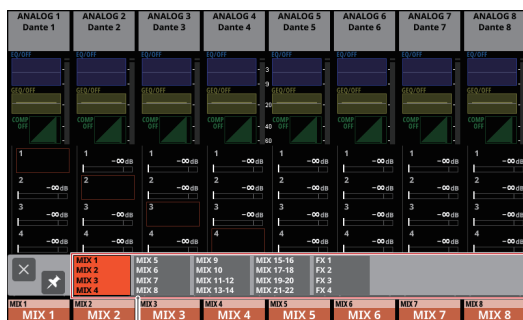 ANALOG 1 ANALOG 2 ANALOG 3 ANALOG 4 ANALOG 5 ANALOG 6 ANALOG 7 ANALOG 8
Dante 1 Dante 2 Dante 3 Dante 4 Dante 5 Dante 6 Dante 7 Dante 8
EQ/OFF EQ/OFF EQ/OFF EQ/OFF EQ/OFF EQ/OFF EQ/OFF EQ/OFF
3
9
GEQ/OFF GEQ/OFF GEQ/OFF GEQ/OFF GEQ/OFF GEQ/OFF GEQ/OFF GEQ/OFF
20
COMP COMP COMP COMP COMP COMP COMP COMP
OFF OFF OFF OFF OFF OFF OFF OFF
40
60
1 1 1 1 1 1 1 1
-∞dB -∞dB -∞dB -∞dB -∞dB -∞dB -∞dB
2 2 2 2 2 2 2 2
-∞dB -∞dB -∞dB -∞dB -∞dB -∞dB -∞dB
3 3 3 3 3 3 3 3
-∞dB -∞dB -∞dB -∞dB -∞dB -∞dB -∞dB
4 4 4 4 4 4 4 4
-∞dB -∞dB -∞dB -∞dB -∞dB -∞dB -∞dB
MIX 1 MIX 5 MIX 9 MIX 15-16 FX 1
MIX 2 MIX 6 MIX 10 MIX 17-18 FX 2
MIX 3 MIX 7 MIX 11-12 MIX 19-20 FX 3
MIX 4 MIX 8 MIX 13-14 MIX 21-22 FX 4
MIX 1 MIX 2 MIX 3 MIX 4 MIX 5 MIX 6 MIX 7 MIX 8
MIX 1 MIX 2 MIX 3 MIX 4 MIX 5 MIX 6 MIX 7 MIX 8